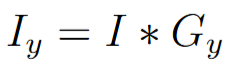 I_y = I * G_y